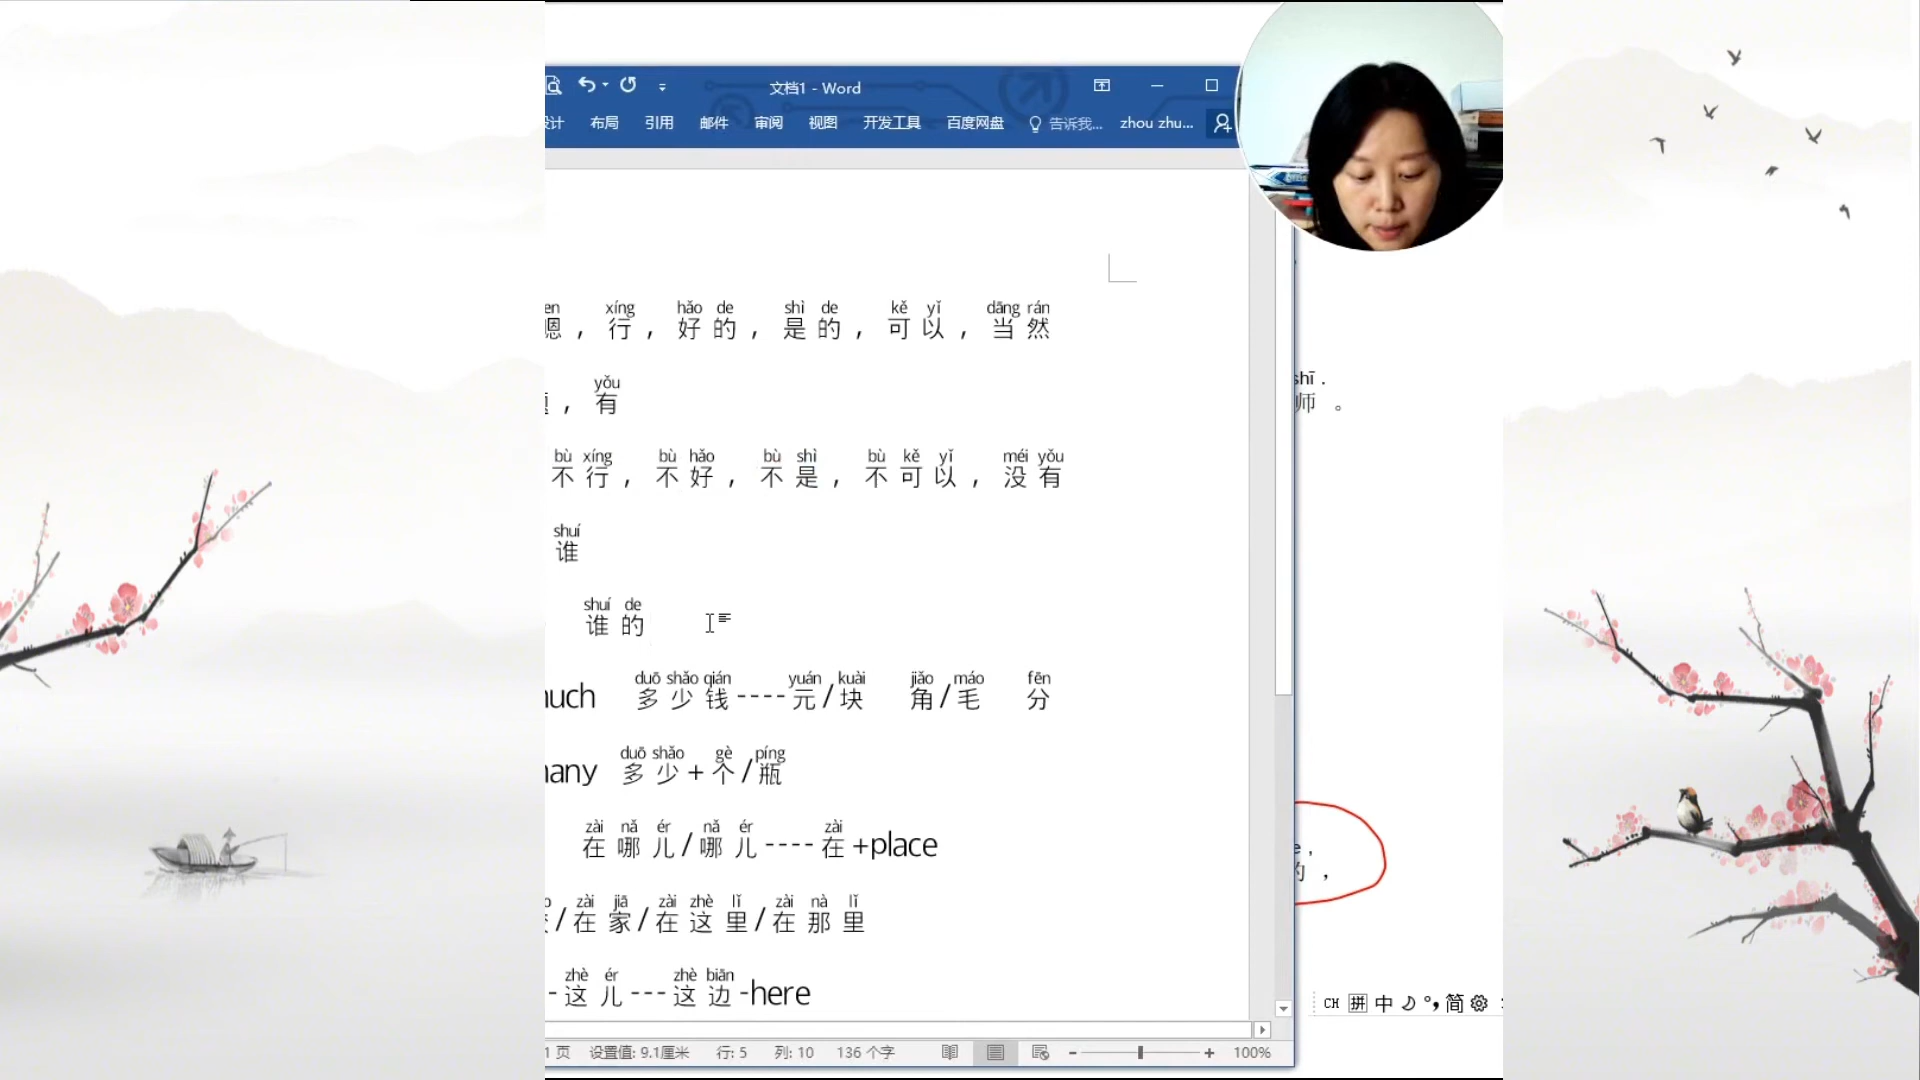 文档1 - Word
布局 引用 邮件 审阅 视图 开发工具 百度网盘 告诉我... zhou zhu...
xíng hǎo de shì de kě yǐ dāng rán
嗯 ， 行 ， 好 的 ， 是 的 ， 可 以 ， 当 然
yǒu
， 有
bù xíng bù hǎo bù shì bù kě yǐ méi yǒu
不 行 ， 不 好 ， 不 是 ， 不 可 以 ， 没 有
shuí
谁
shuí de
谁 的
duō shǎo qián yuán kuài jiǎo máo fēn
多 少 钱 ---- 元 / 块 角 / 毛 分
duō shǎo gè píng
多 少 + 个 / 瓶
zài nǎ ér nǎ ér zài
在 哪 儿 / 哪 儿 ---- 在 +place
zài jiā zài zhè lǐ zài nà lǐ
/ 在 家 / 在 这 里 / 在 那 里
zhè ér zhè biān
- 这 儿 --- 这 边 -here
shī .
师 。
的 ，
CH 拼 中 简
1 页 设置值: 9.1厘米 行: 5 列: 10 136 个字 100%